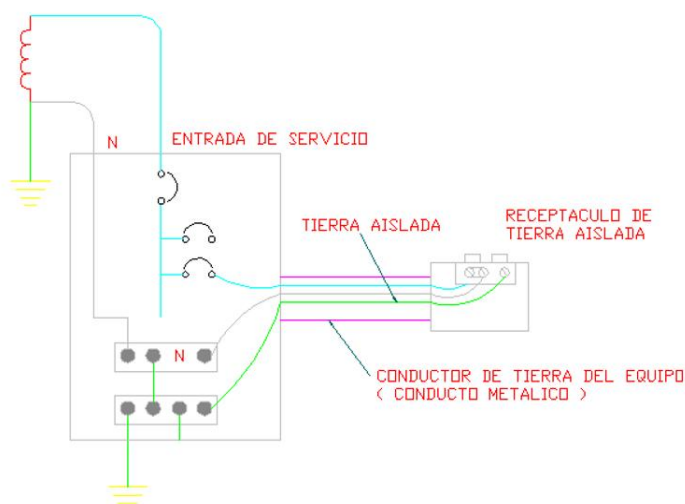 N
ENTRADA DE SERVICIO
TIERRA AISLADA
RECEPTACULO DE
TIERRA AISLADA
N
CONDUCTOR DE TIERRA DEL EQUIPO
( CONDUCTO METALICO )